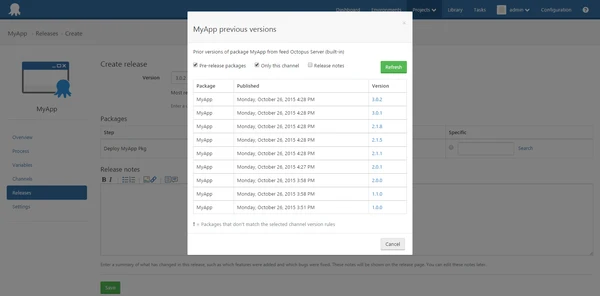 Dashboard Environments Projects Library Tasks admin Configuration
MyApp Releases Create
MyApp previous versions
Prior versions of package MyApp from feed Octopus Server (built-in)
Pre-release packages Only this channel Release notes Refresh
Package Published Version
MyApp Monday, October 26, 2015 4:28 PM 3.0.2
MyApp Monday, October 26, 2015 4:28 PM 3.0.1
MyApp Monday, October 26, 2015 4:28 PM
MyApp Monday, October 26, 2015 4:28 PM
MyApp Monday, October 26, 2015 4:28 PM 2.1.1
MyApp Monday, October 26, 2015 4:27 PM 2.0.1
MyApp Monday, October 26, 2015 3:58 PM 2.0.0
MyApp Monday, October 26, 2015 3:58 PM 1.1.0
MyApp Monday, October 26, 2015 3:51 PM 1.0.0
Packages that don't match the selected channel version rules
Cancel
Create release
Version 3.0.2
MyApp
Overview
Process
Variables
Channels
Releases
Settings
Packages
Step Specific
Deploy MyApp Pkg Search
Release notes
B I
Enter a summary of what has changed in this release, such as which features were added and which bugs were fixed. These notes will be shown on the release page. You can edit these notes later.
Save